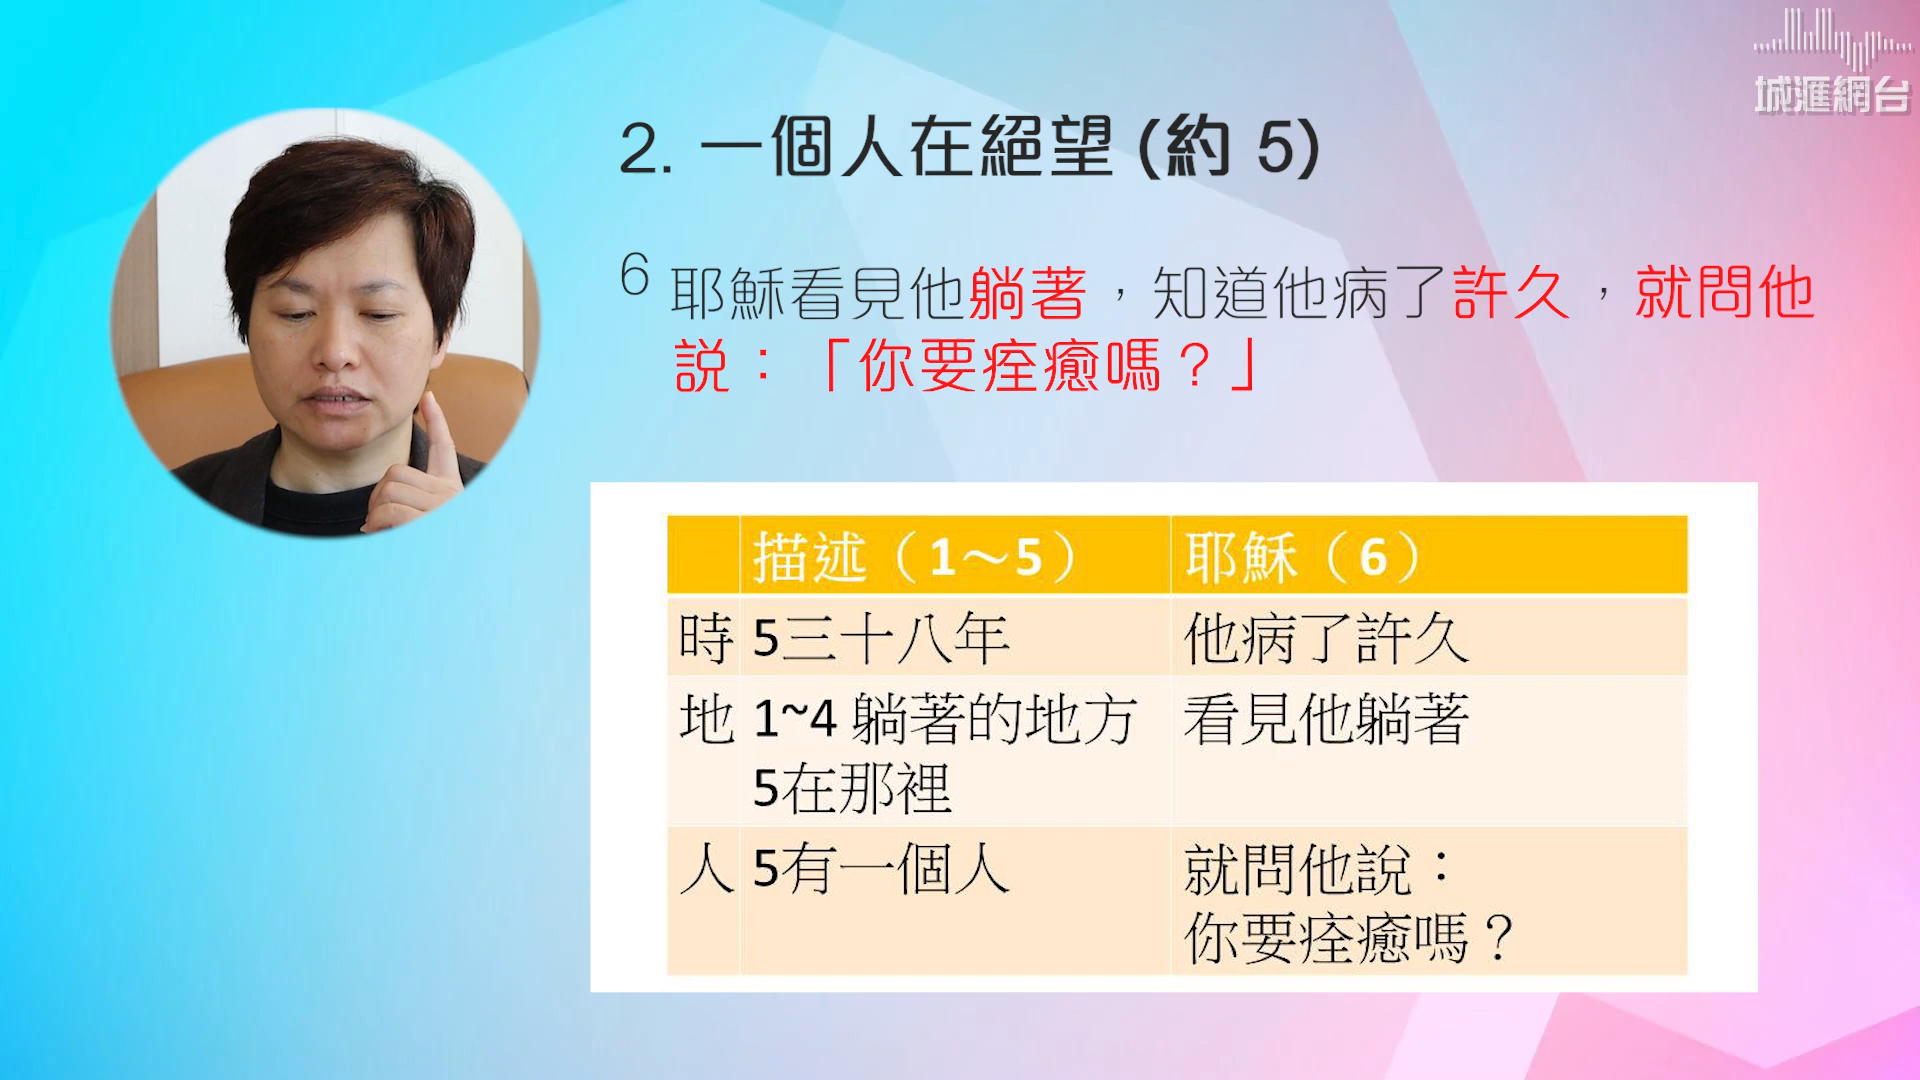 城滙網台
2. 一個人在絕望 (約 5)
6 耶穌看見他躺著，知道他病了許久，就問他
説：「你要痊癒嗎？」
描述（1～5） 耶穌（6）
時 5三十八年 他病了許久
地 1~4 躺著的地方 看見他躺著
5在那裡
人 5有一個人 就問他說：
你要痊癒嗎？